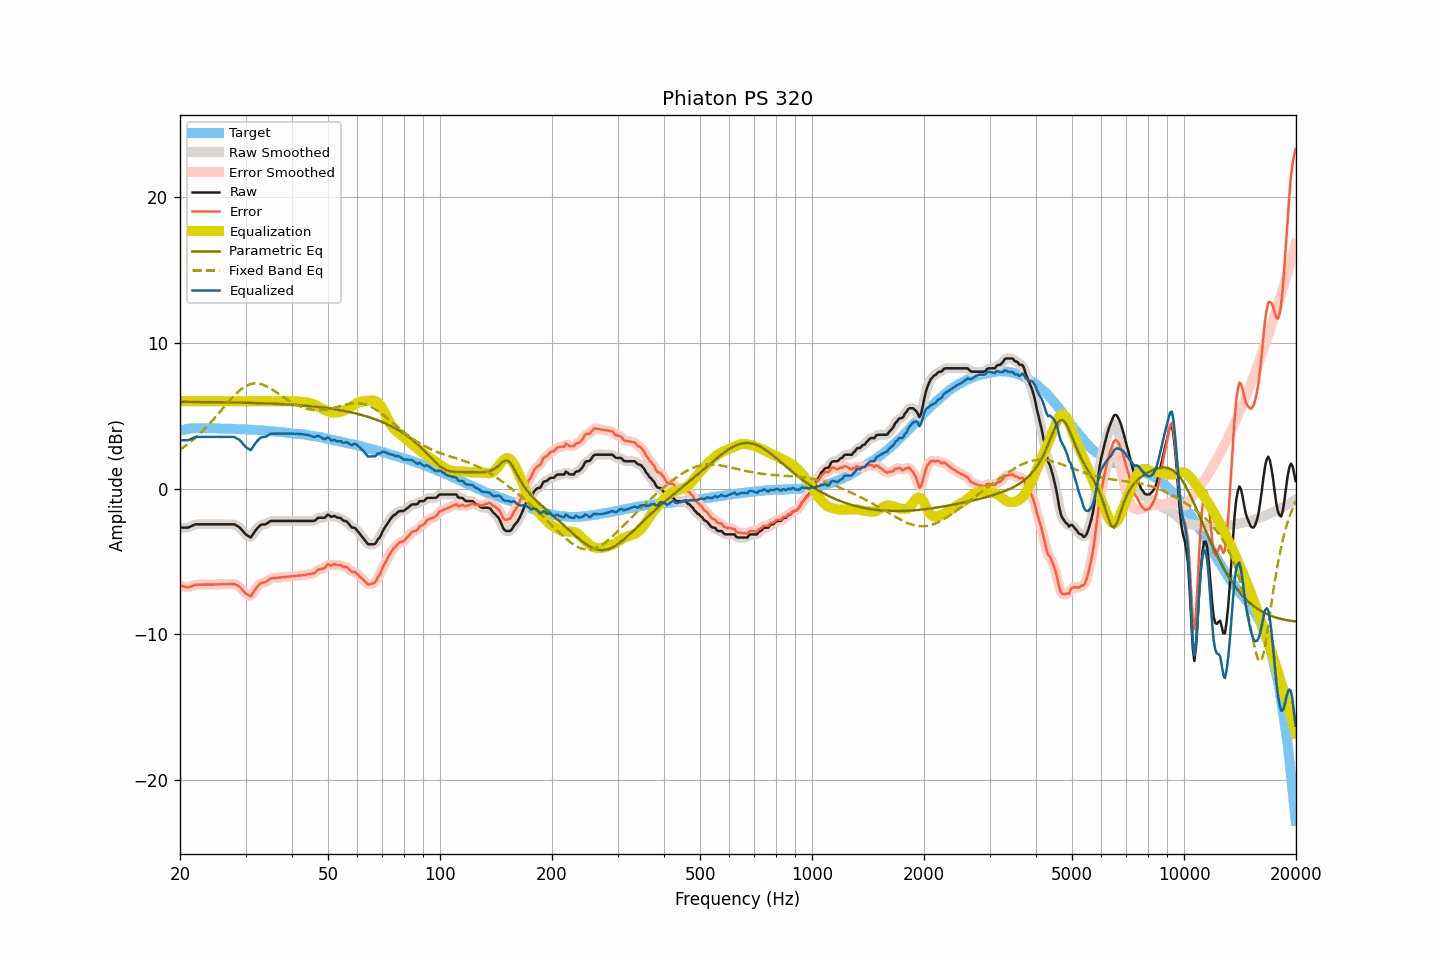 Phiaton PS 320
Target
Raw Smoothed
Error Smoothed
Raw
Error
Equalization
Parametric Eq
Fixed Band Eq
Equalized
20
10
0
−10
−20
Amplitude (dBr)
20
50
100
200
500
1000
2000
5000
10000
20000
Frequency (Hz)